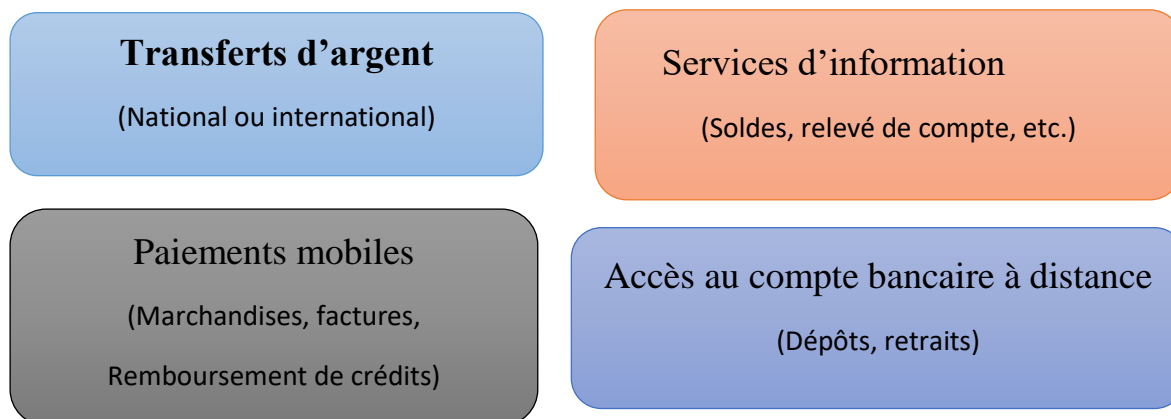 Transferts d’argent
(National ou international)
Services d’information
(Soldes, relevé de compte, etc.)
Paiements mobiles
(Marchandises, factures,
Remboursement de crédits)
Accès au compte bancaire à distance
(Dépôts, retraits)